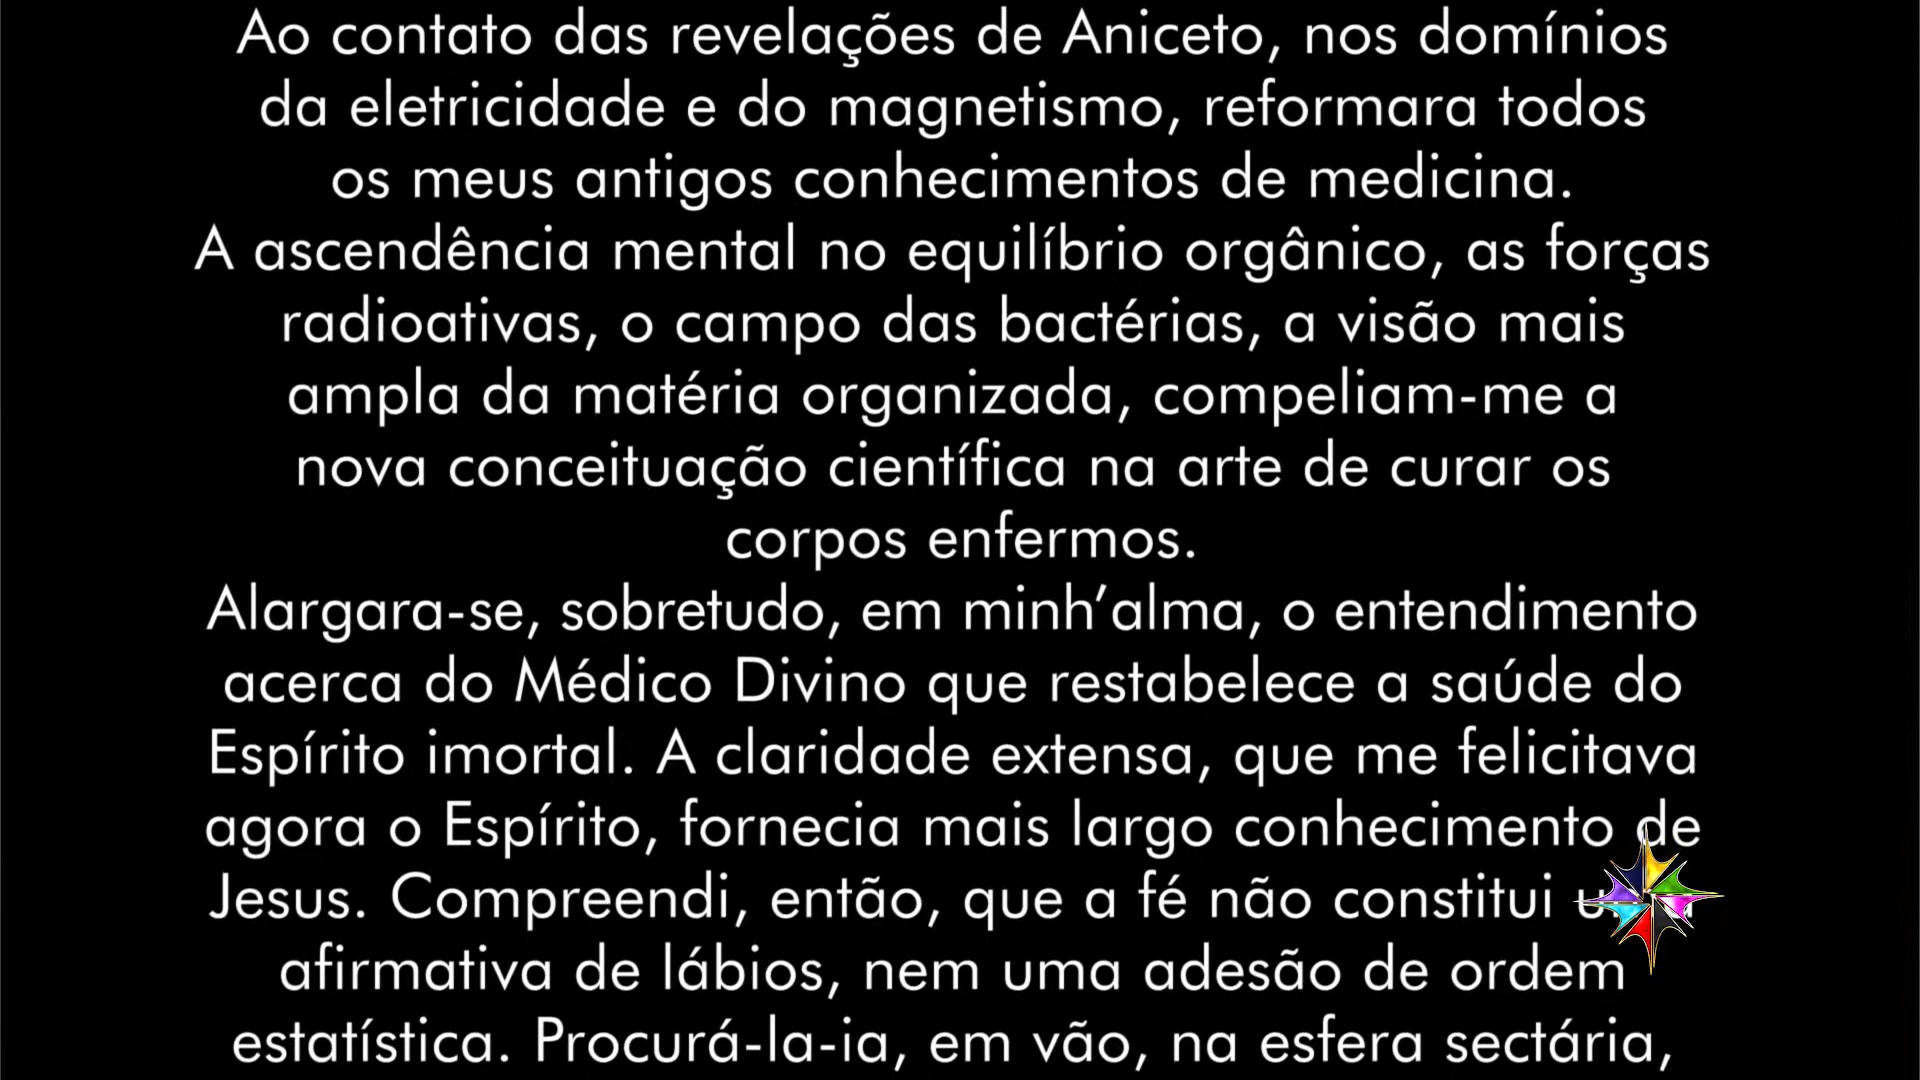 Ao contato das revelações de Aniceto, nos domínios
da eletricidade e do magnetismo, reformara todos
os meus antigos conhecimentos de medicina.
A ascendência mental no equilíbrio orgânico, as forças
radioativas, o campo das bactérias, a visão mais
ampla da matéria organizada, compeliam-me a
nova conceituação científica na arte de curar os
corpos enfermos.
Alargara-se, sobretudo, em minh’alma, o entendimento
acerca do Médico Divino que restabelece a saúde do
Espírito imortal. A claridade extensa, que me felicitava
agora o Espírito, fornecia mais largo conhecimento de
Jesus. Compreendi, então, que a fé não constitui
afirmativa de lábios, nem uma adesão de ordem
estatística. Procurá-la-ia, em vão, na esfera sectária,